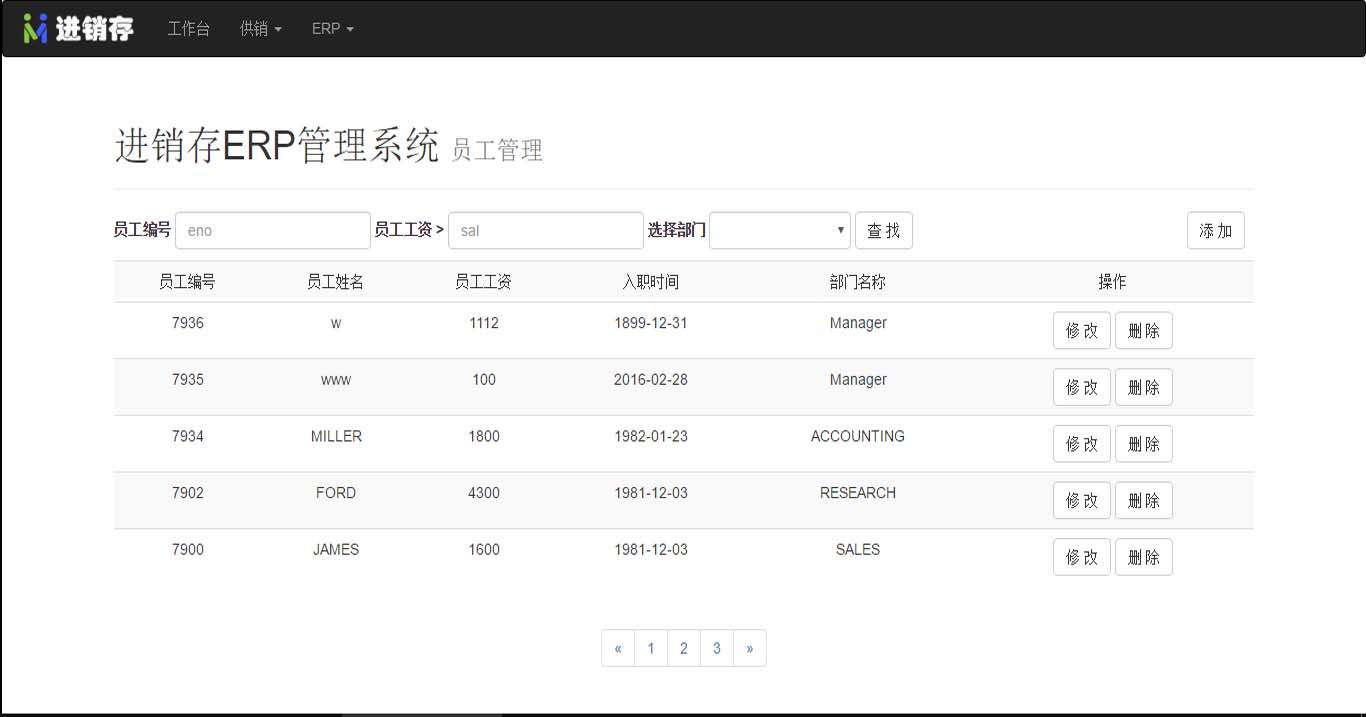 进销存 工作台 供销 ERP
进销存ERP管理系统 员工管理
员工编号 eno 员工工资 > sal 选择部门 查 找 添 加
员工编号 员工姓名 员工工资 入职时间 部门名称 操作
7936 w 1112 1899-12-31 Manager 修 改 删 除
7935 www 100 2016-02-28 Manager 修 改 删 除
7934 MILLER 1800 1982-01-23 ACCOUNTING 修 改 删 除
7902 FORD 4300 1981-12-03 RESEARCH 修 改 删 除
7900 JAMES 1600 1981-12-03 SALES 修 改 删 除
« 1 2 3 »